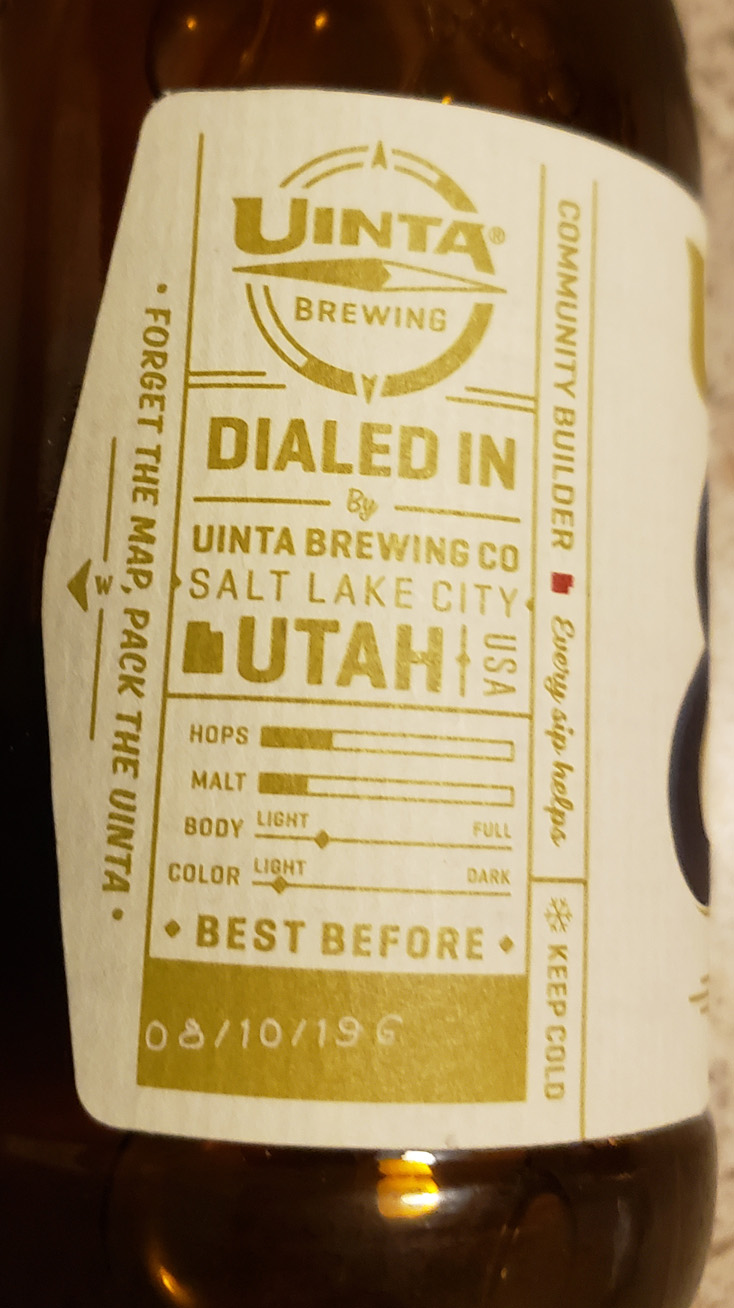 UINTA®
BREWING
DIALED IN
By
UINTA BREWING CO
SALT LAKE CITY
UTAH USA
HOPS
MALT
BODY LIGHT FULL
COLOR LIGHT DARK
BEST BEFORE
08/10/19 G
• FORGET THE MAP, PACK THE UINTA •
W
COMMUNITY BUILDER Every sip helps
KEEP COLD